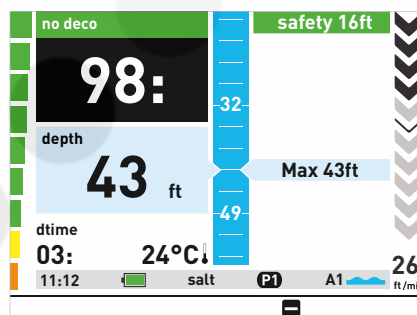 no deco
safety 16ft
98:
32
depth
43 ft
Max 43ft
49
dtime
03: 24°C
26
ft/mi
11:12 salt P1 A1